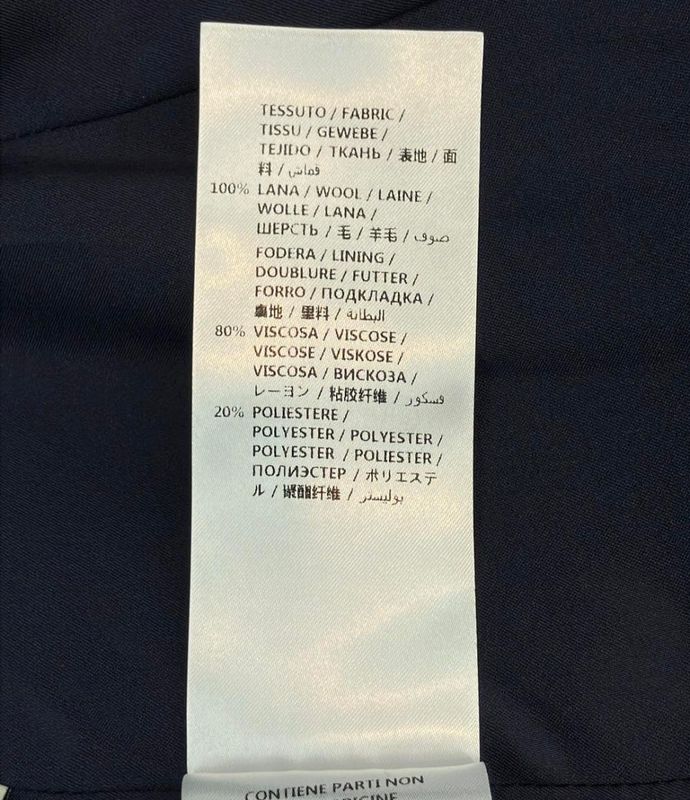 TESSUTO / FABRIC /
TISSU / GEWEBE /
TEJIDO / ТКАНЬ / 表地 / 面
料 / قماش
100% LANA / WOOL / LAINE /
WOLLE / LANA /
ШЕРСТЬ / 毛 / 羊毛 / صوف
FODERA / LINING /
DOUBLURE / FUTTER /
FORRO / ПОДКЛАДКА /
裏地 / 里料 / البطانة
80% VISCOSA / VISCOSE /
VISCOSE / VISKOSE /
VISCOSA / ВИСКОЗА /
レーヨン / 粘胶纤维 / فسكور
20% POLIESTERE /
POLYESTER / POLYESTER /
POLYESTER / POLIESTER /
ПОЛИЭСТЕР / ポリエステ
ル / 聚酯纤维 / بوليستر
CONTIENE PARTI NON
ORIGINE